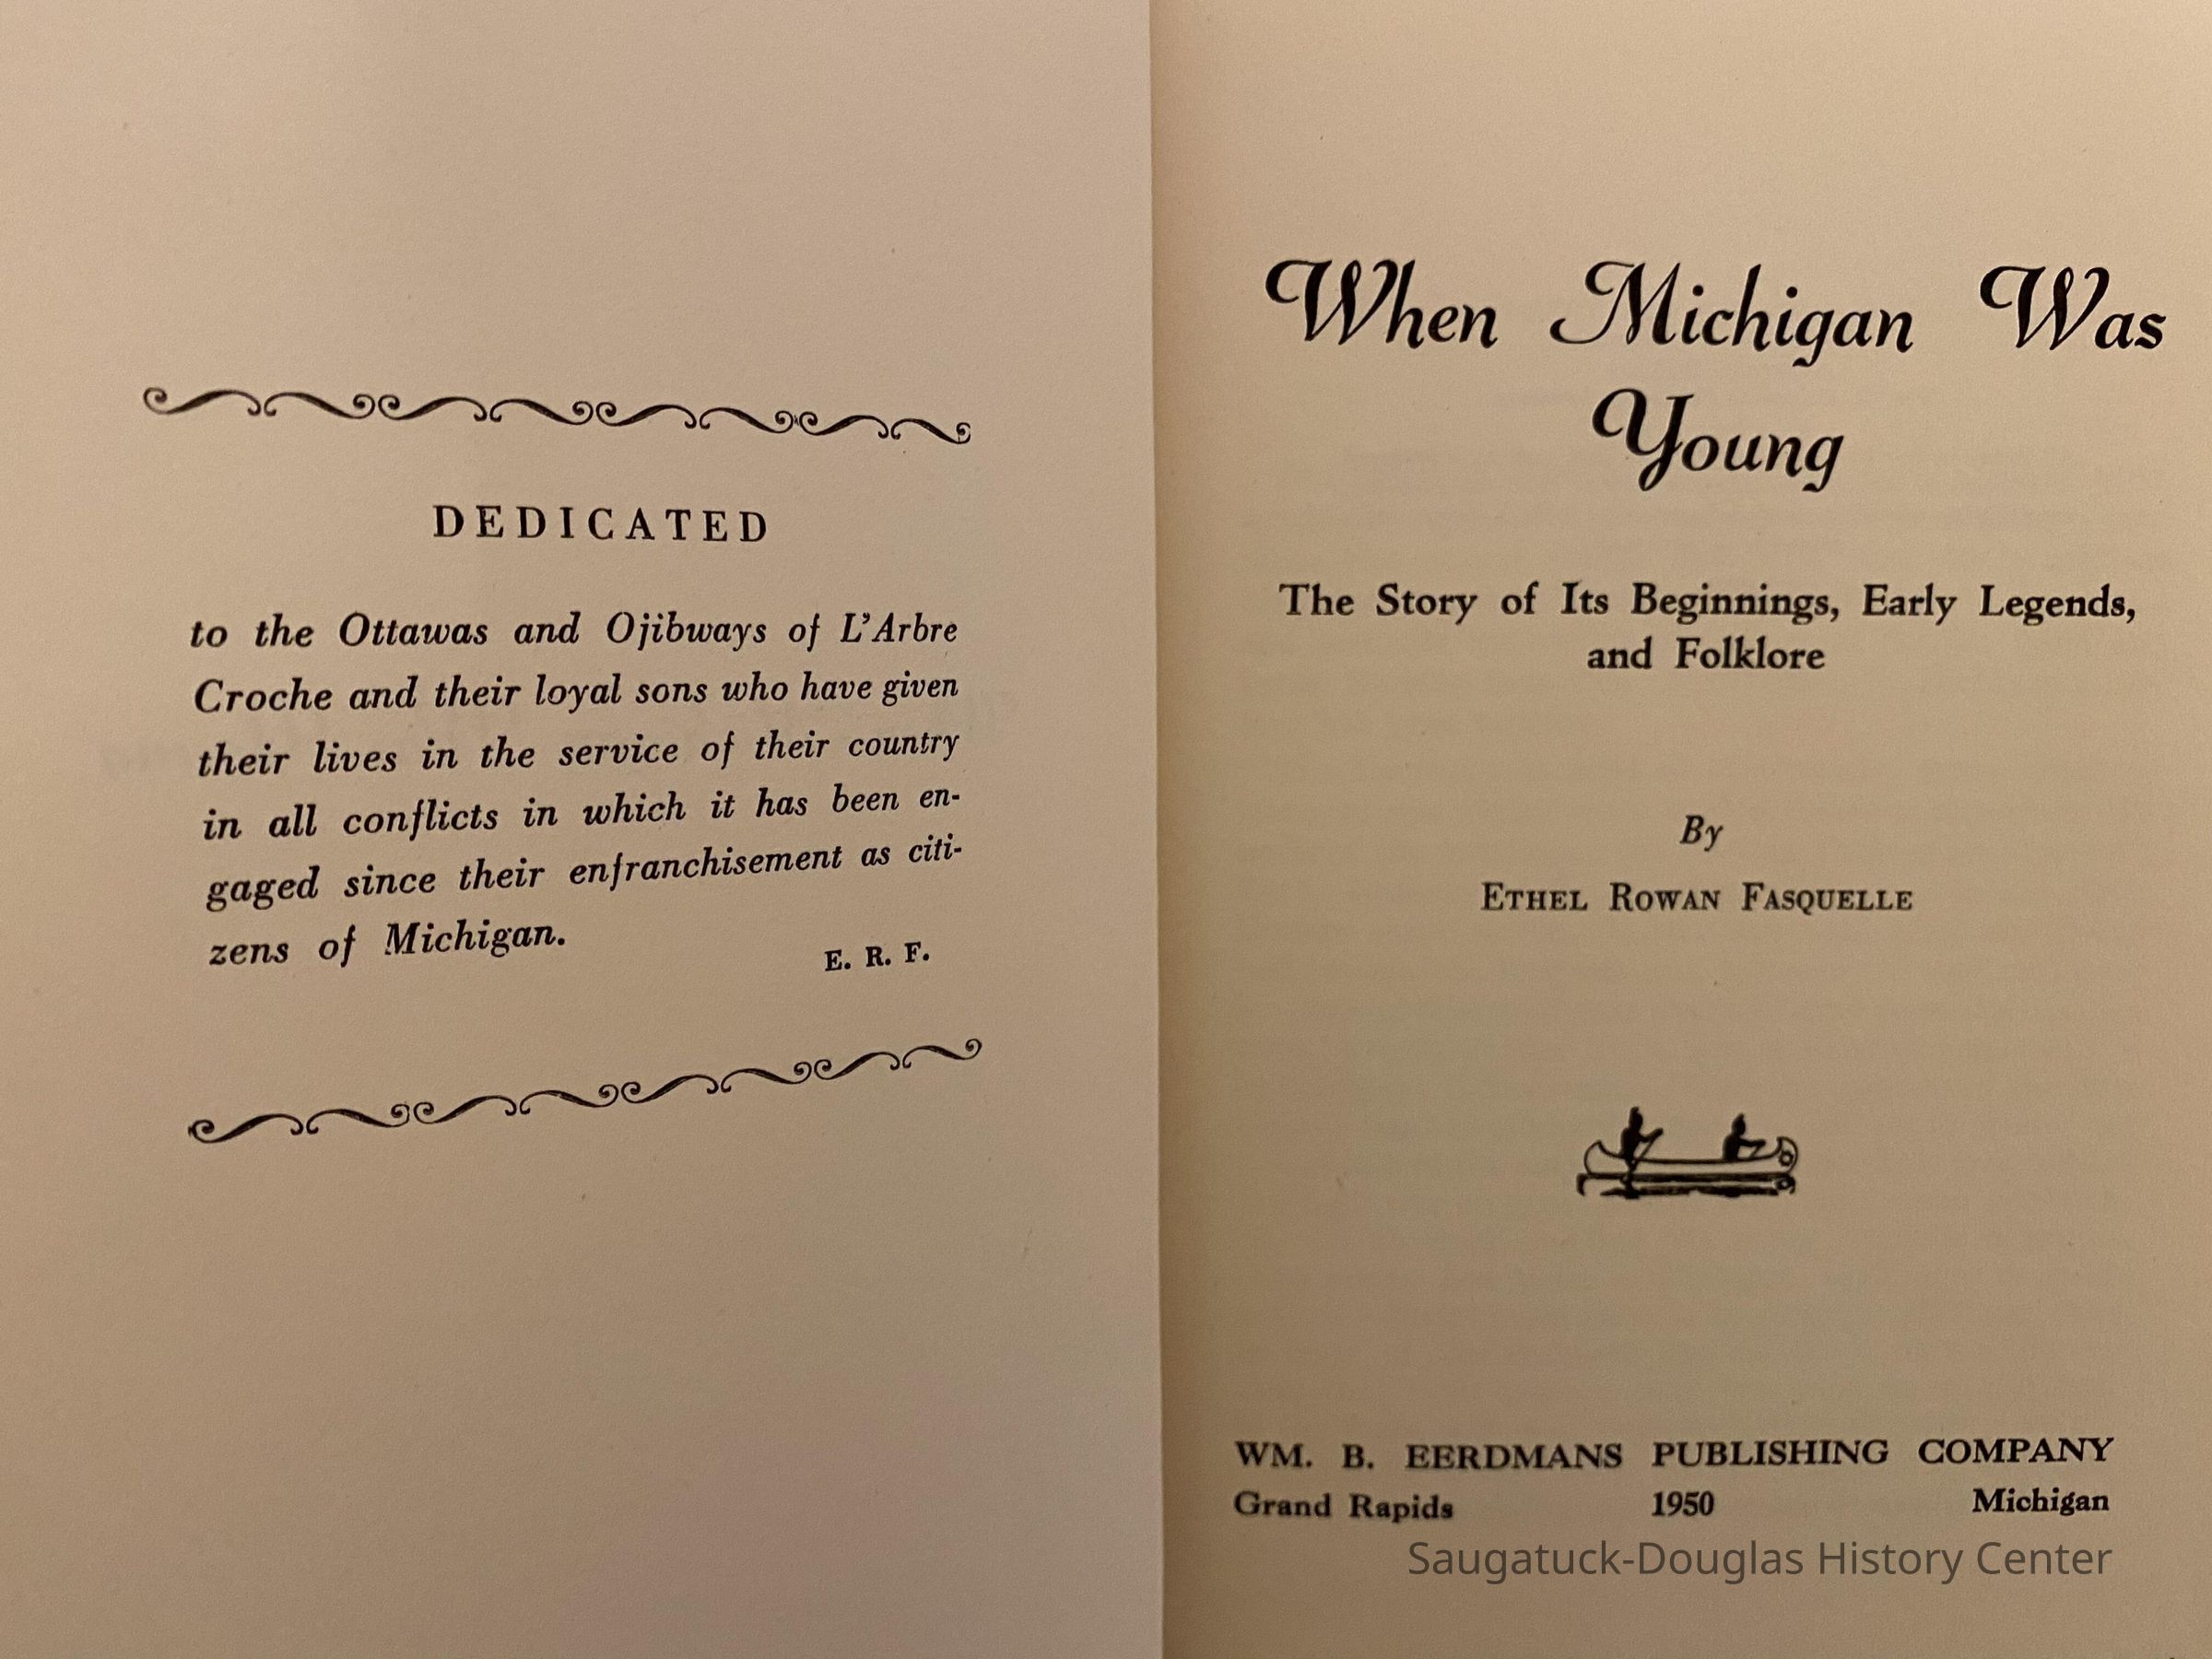 DEDICATED
to the Ottawas and Ojibways of L'Arbre
Croche and their loyal sons who have given
their lives in the service of their country
in all conflicts in which it has been en-
gaged since their enfranchisement as citi-
zens of Michigan.
E. R. F.
When Michigan Was
Young
The Story of Its Beginnings, Early Legends,
and Folklore
By
ETHEL ROWAN FASQUELLE
WM. B. EERDMANS PUBLISHING COMPANY
Grand Rapids 1950 Michigan
Saugatuck-Douglas History Center